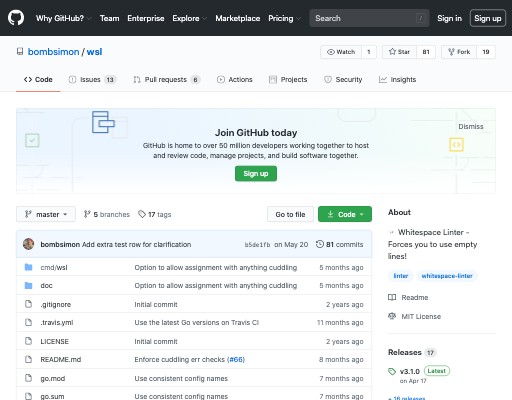 Why GitHub? Team Enterprise Explore Marketplace Pricing Search / Sign in Sign up
bombsimon / wsl Watch 1 Star 81 Fork 19
Code Issues 13 Pull requests 6 Actions Projects Security Insights
Dismiss
Join GitHub today
GitHub is home to over 50 million developers working together to host
and review code, manage projects, and build software together.
Sign up
master 5 branches 17 tags Go to file Code
bombsimon Add extra test row for clarification b5de1fb on May 20 81 commits
cmd/wsl Option to allow assignment with anything cuddling 5 months ago
doc Option to allow assignment with anything cuddling 5 months ago
.gitignore Initial commit 2 years ago
.travis.yml Use the latest Go versions on Travis CI 11 months ago
LICENSE Initial commit 2 years ago
README.md Enforce cuddling err checks (#66) 8 months ago
go.mod Use consistent config names 7 months ago
go.sum Use consistent config names 7 months ago
About
Whitespace Linter -
Forces you to use empty
lines!
linter whitespace-linter
Readme
MIT License
Releases 17
v3.1.0 Latest
on Apr 17
+ 16 releases